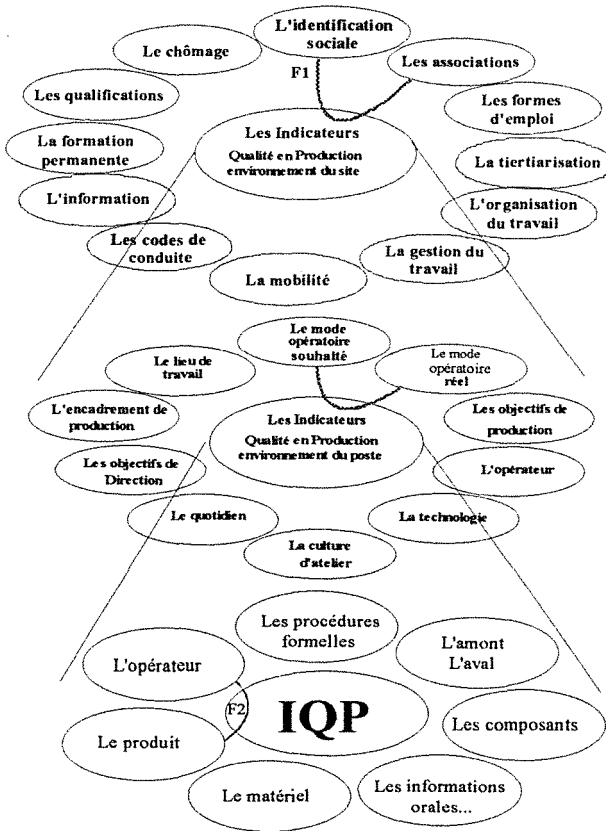 L'identification
sociale
Le chômage
F1
Les associations
Les qualifications
Les formes
d'emploi
Les Indicateurs
Qualité en Production
environnement du site
La formation
permanente
La tiertiarisation
L'information
L'organisation
du travail
Les codes de
conduite
La gestion du
travail
La mobilité
Le mode
opératoire
souhaité
Le lieu de
travail
Le mode
opératoire
réel
L'encadrement de
production
Les Indicateurs
Qualité en Production
environnement du poste
Les objectifs de
production
Les objectifs de
Direction
L'opérateur
Le quotidien
La technologie
La culture
d'atelier
Les procédures
formelles
L'amont
L'aval
L'opérateur
F2
IQP
Les composants
Le produit
Le matériel
Les informations
orales...